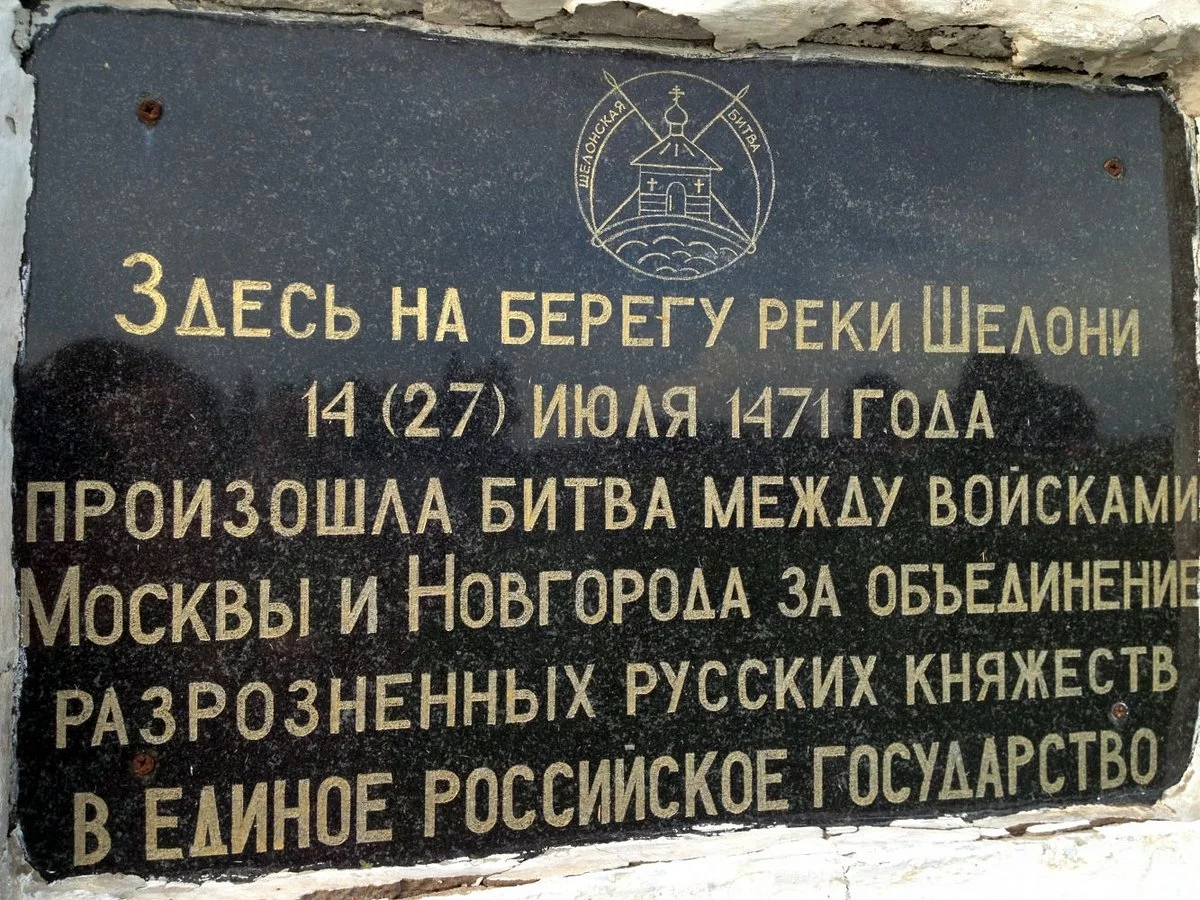 ШЕЛОНСКАЯ БИТВА
Здесь на берегу реки Шелони
14 (27) июля 1471 года
произошла битва между войсками
Москвы и Новгорода за объединение
разрозненных русских княжеств
в единое российское государство